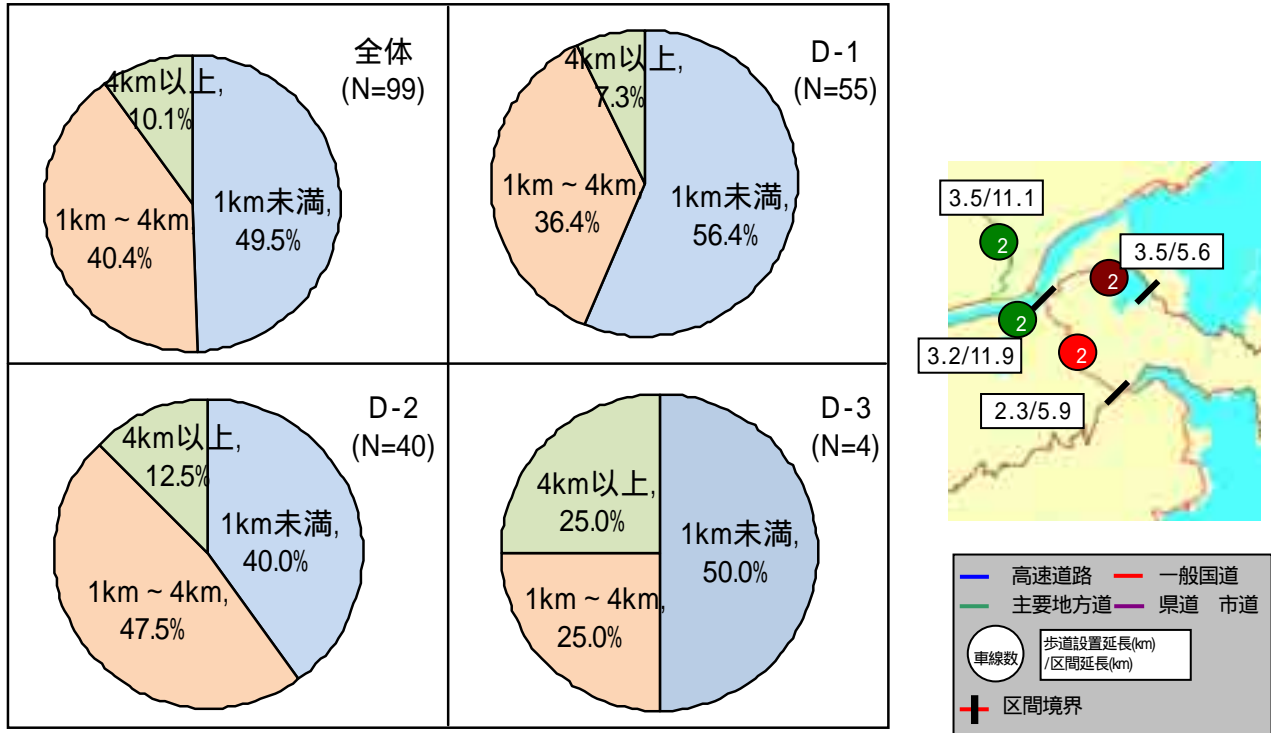 全体
(N=99)
4km以上,
10.1%
1km ~ 4km,
40.4%
1km未満,
49.5%
D-1
(N=55)
4km以上,
7.3%
1km ~ 4km,
36.4%
1km未満,
56.4%
D-2
(N=40)
4km以上,
12.5%
1km ~ 4km,
47.5%
1km未満,
40.0%
D-3
(N=4)
4km以上,
25.0%
1km ~ 4km,
25.0%
1km未満,
50.0%
3.5/11.1
2
3.5/5.6
2
2
3.2/11.9
2
2.3/5.9
高速道路 一般国道
主要地方道 県道 市道
車線数
歩道設置延長(km)
/区間延長(km)
区間境界